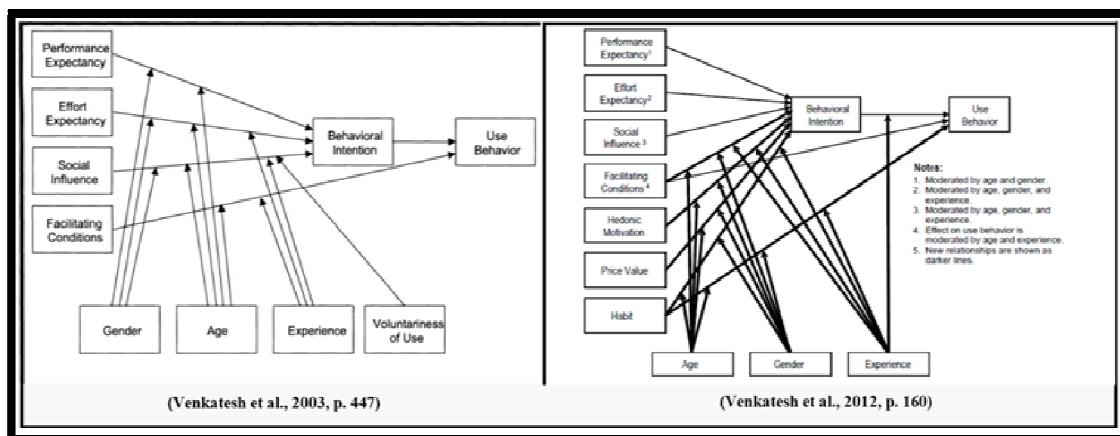 Performance
Expectancy
Effort
Expectancy
Social
Influence
Facilitating
Conditions
Behavioral
Intention
Use
Behavior
Gender
Age
Experience
Voluntariness
of Use
(Venkatesh et al., 2003, p. 447)
Performance
Expectancy1
Effort
Expectancy2
Social
Influence 3
Facilitating
Conditions 4
Hedonic
Motivation
Price Value
Habit
Behavioral
Intention
Use
Behavior
Notes:
1. Moderated by age and gender.
2. Moderated by age, gender, and
experience.
3. Moderated by age, gender, and
experience.
4. Effect on use behavior is
moderated by age and experience.
5. New relationships are shown as
darker lines.
Age
Gender
Experience
(Venkatesh et al., 2012, p. 160)